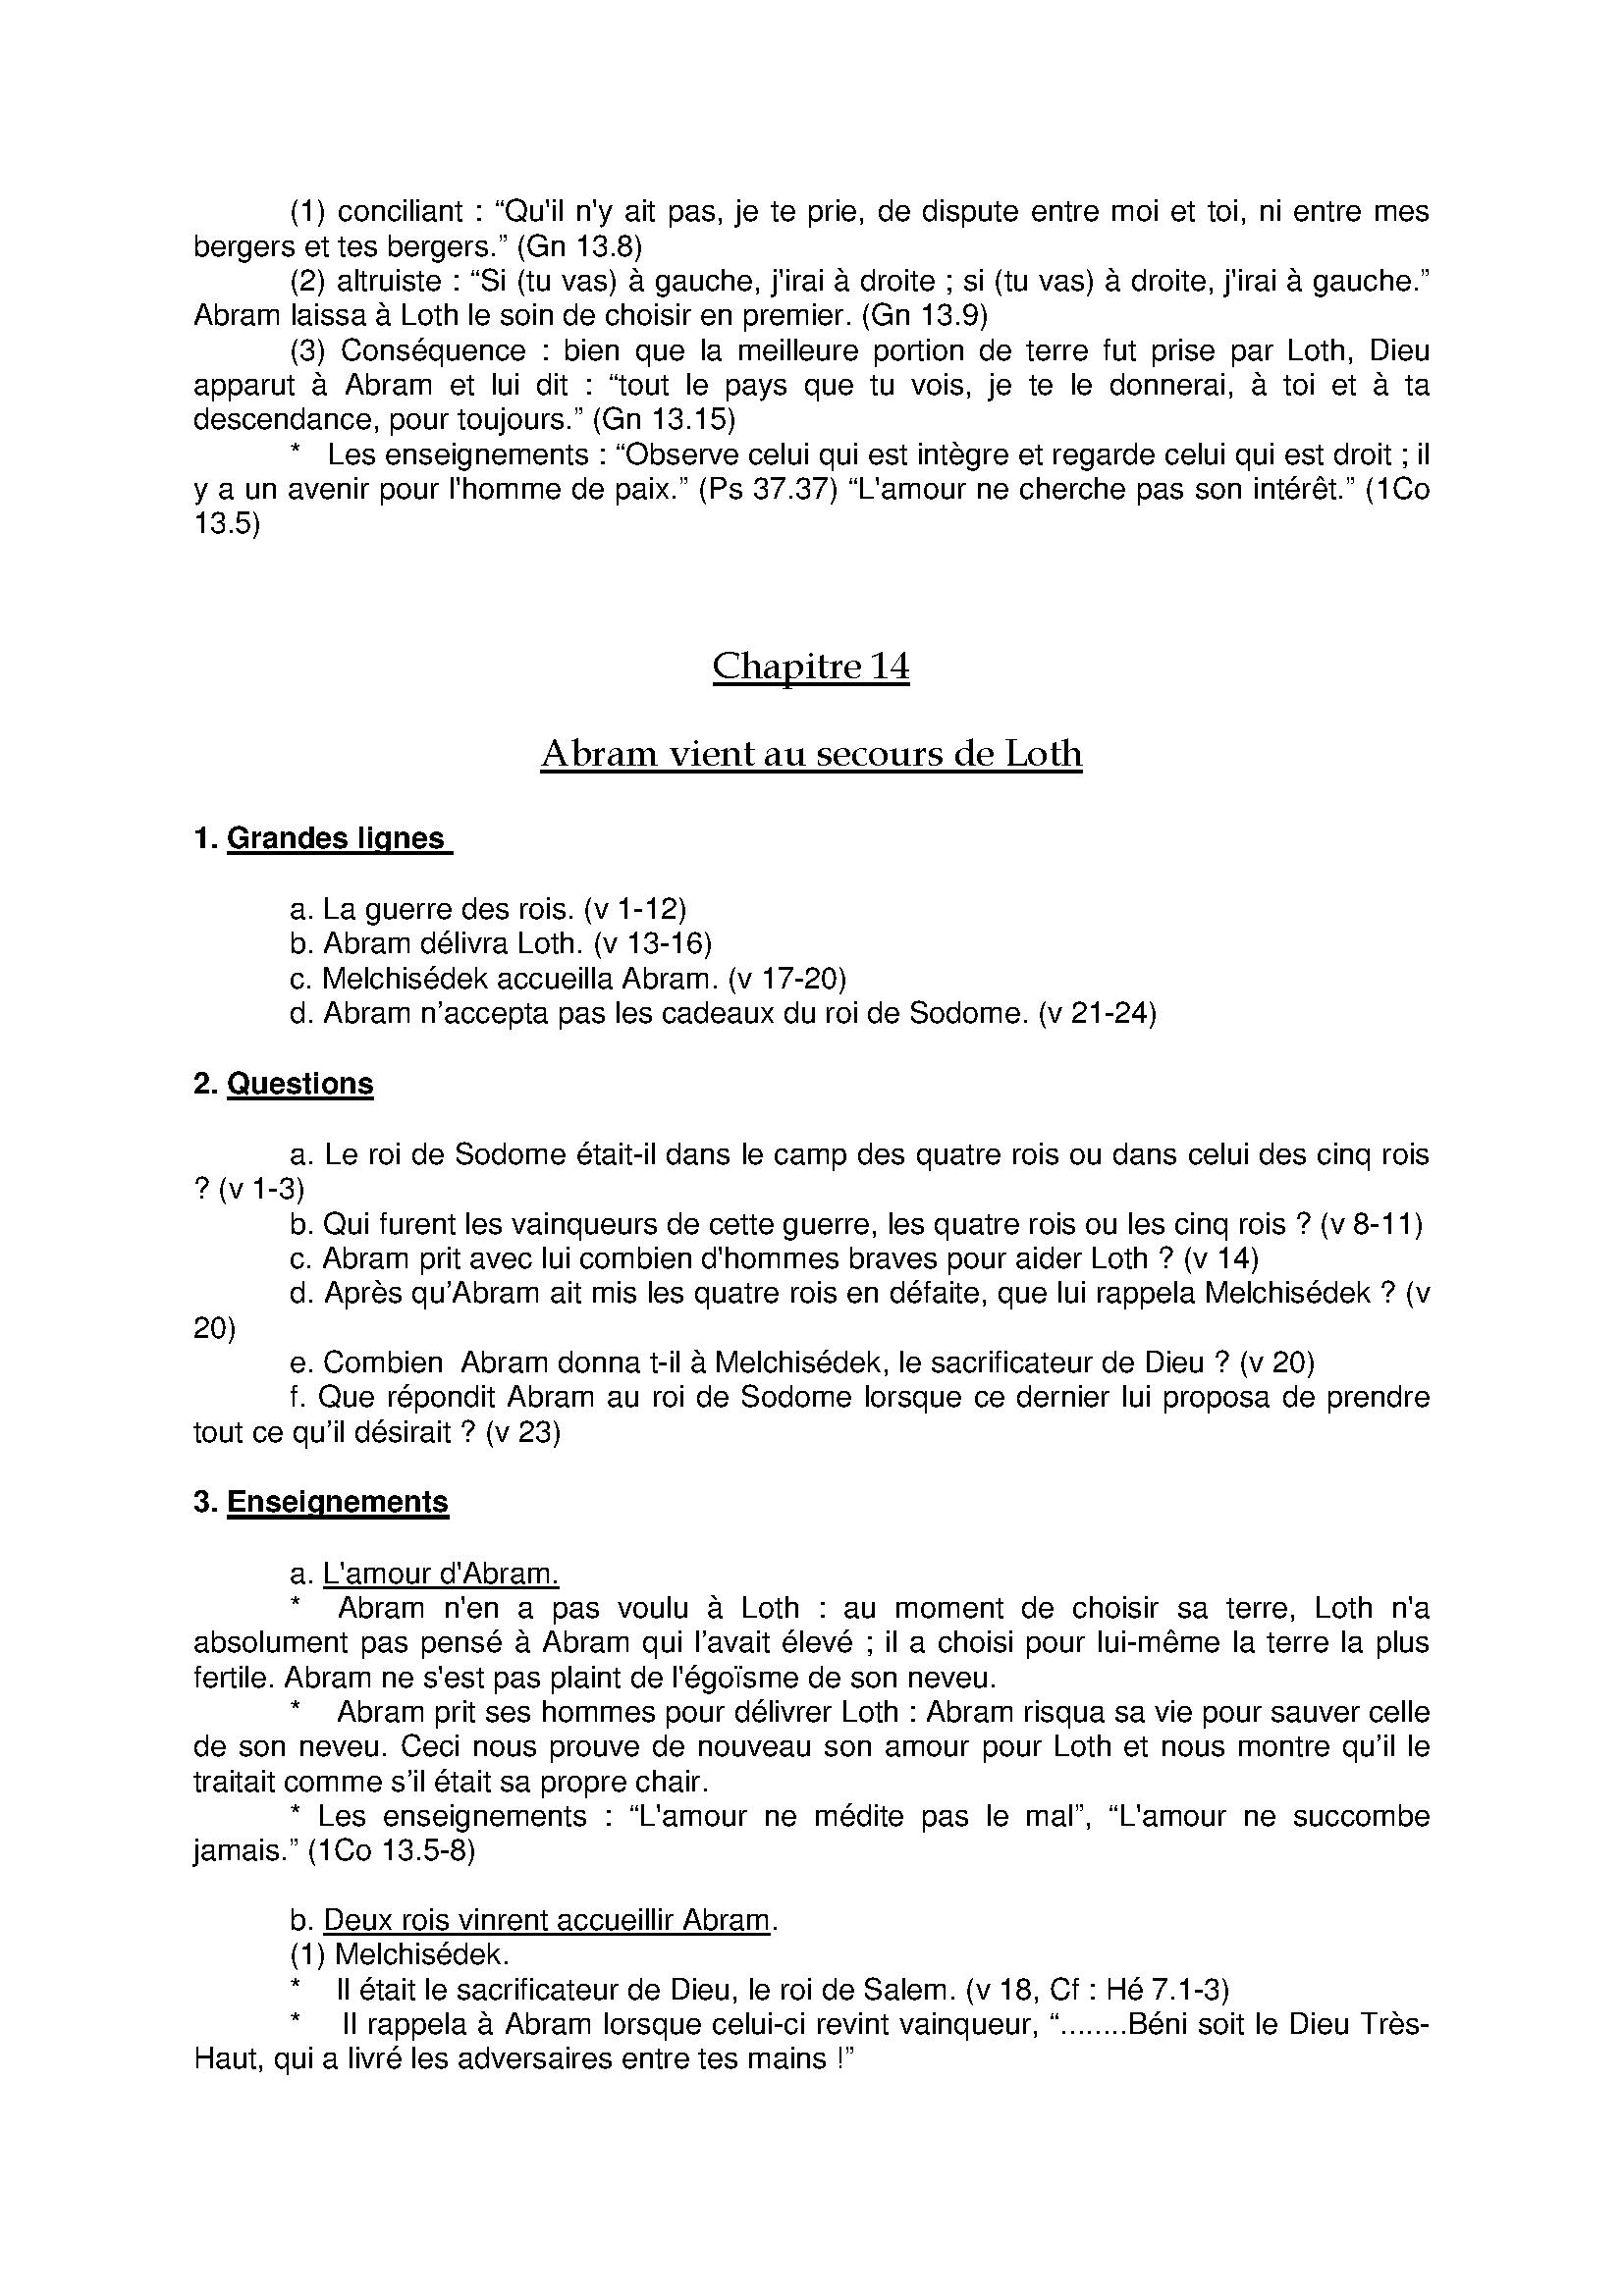 (1) conciliant : “Qu'il n'y ait pas, je te prie, de dispute entre moi et toi, ni entre mes
bergers et tes bergers.” (Gn 13.8)
(2) altruiste : “Si (tu vas) à gauche, j'irai à droite ; si (tu vas) à droite, j'irai à gauche.”
Abram laissa à Loth le soin de choisir en premier. (Gn 13.9)
(3) Conséquence : bien que la meilleure portion de terre fut prise par Loth, Dieu
apparut à Abram et lui dit : “tout le pays que tu vois, je te le donnerai, à toi et à ta
descendance, pour toujours.” (Gn 13.15)
* Les enseignements : “Observe celui qui est intègre et regarde celui qui est droit ; il
y a un avenir pour l'homme de paix.” (Ps 37.37) “L'amour ne cherche pas son intérêt.” (1Co
13.5)
Chapitre 14
Abram vient au secours de Loth
1. Grandes lignes
a. La guerre des rois. (v 1-12)
b. Abram délivra Loth. (v 13-16)
c. Melchisédek accueilla Abram. (v 17-20)
d. Abram n’accepta pas les cadeaux du roi de Sodome. (v 21-24)
2. Questions
a. Le roi de Sodome était-il dans le camp des quatre rois ou dans celui des cinq rois
? (v 1-3)
b. Qui furent les vainqueurs de cette guerre, les quatre rois ou les cinq rois ? (v 8-11)
c. Abram prit avec lui combien d'hommes braves pour aider Loth ? (v 14)
d. Après qu’Abram ait mis les quatre rois en défaite, que lui rappela Melchisédek ? (v
20)
e. Combien  Abram donna t-il à Melchisédek, le sacrificateur de Dieu ? (v 20)
f. Que répondit Abram au roi de Sodome lorsque ce dernier lui proposa de prendre
tout ce qu’il désirait ? (v 23)
3. Enseignements
a. L'amour d'Abram.
* Abram n'en a pas voulu à Loth : au moment de choisir sa terre, Loth n'a
absolument pas pensé à Abram qui l’avait élevé ; il a choisi pour lui-même la terre la plus
fertile. Abram ne s'est pas plaint de l'égoïsme de son neveu.
* Abram prit ses hommes pour délivrer Loth : Abram risqua sa vie pour sauver celle
de son neveu. Ceci nous prouve de nouveau son amour pour Loth et nous montre qu’il le
traitait comme s’il était sa propre chair.
* Les enseignements : “L'amour ne médite pas le mal”, “L'amour ne succombe
jamais.” (1Co 13.5-8)
b. Deux rois vinrent accueillir Abram.
(1) Melchisédek.
* Il était le sacrificateur de Dieu, le roi de Salem. (v 18, Cf : Hé 7.1-3)
* Il rappela à Abram lorsque celui-ci revint vainqueur, “........Béni soit le Dieu Très-
Haut, qui a livré les adversaires entre tes mains !”